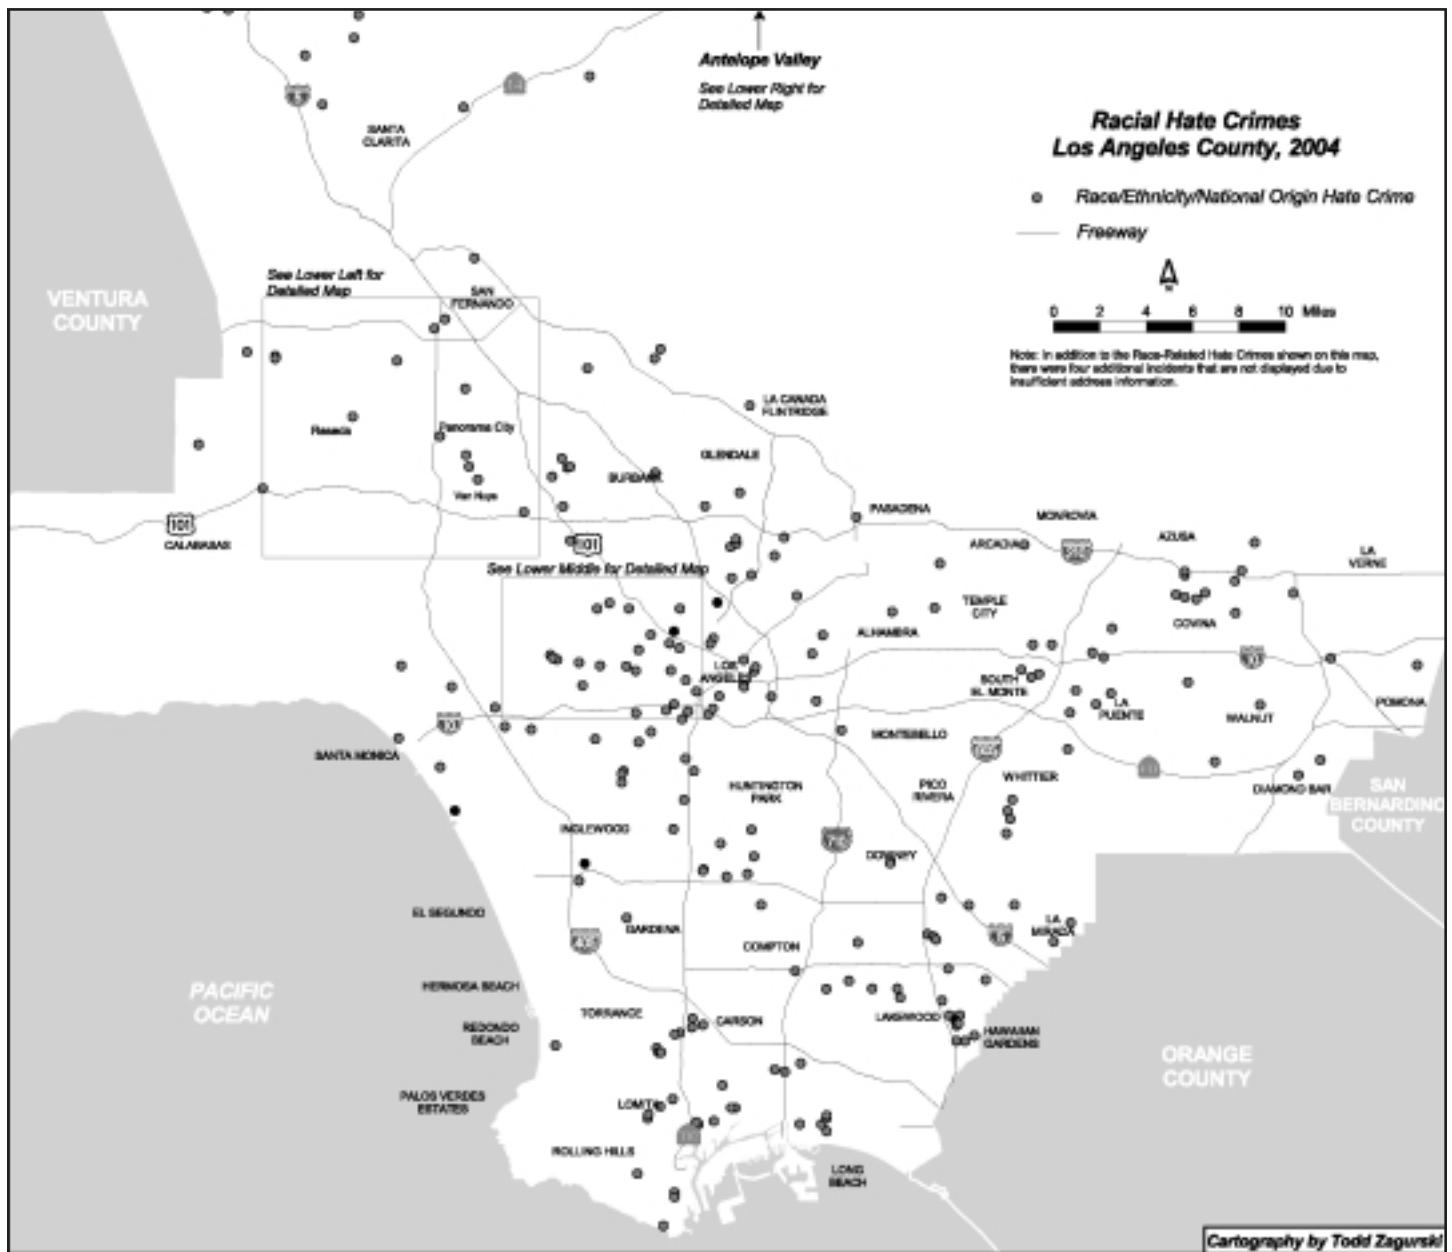 Antelope Valley
See Lower Right for
Detailed Map
Racial Hate Crimes
Los Angeles County, 2004
Race/Ethnicity/National Origin Hate Crime
Freeway
0 2 4 6 8 10 Miles
Note: In addition to the Race-Related Hate Crimes shown on this map,
there were four additional incidents that are not displayed due to
insufficient address information.
SANTA
CLARITA
5
See Lower Left for
Detailed Map
SAN
FERNANDO
VENTURA
COUNTY
LA CANADA
FLINTRIDGE
Reseda
Panorama City
GLENDALE
BURBANK
Van Nuys
PASADENA
MONROVIA
101
CALABASAS
101
ARCADIA
AZUSA
LA
VERNE
See Lower Middle for Detailed Map
TEMPLE
CITY
COVINA
ALHAMBRA
LOS
ANGELES
SOUTH
EL MONTE
LA
PUENTE
WALNUT
POMONA
SANTA MONICA
MONTEBELLO
WHITTIER
HUNTINGTON
PARK
PICO
RIVERA
DIAMOND BAR
SAN
BERNARDINO
COUNTY
INGLEWOOD
DOWNEY
EL SEGUNDO
GARDENA
COMPTON
LA
MIRADA
PACIFIC
OCEAN
HERMOSA BEACH
REDONDO
BEACH
TORRANCE
CARSON
LAKEWOOD
HAWAIIAN
GARDENS
ORANGE
COUNTY
PALOS VERDES
ESTATES
LOMITA
ROLLING HILLS
LONG
BEACH
Cartography by Todd Zagurski